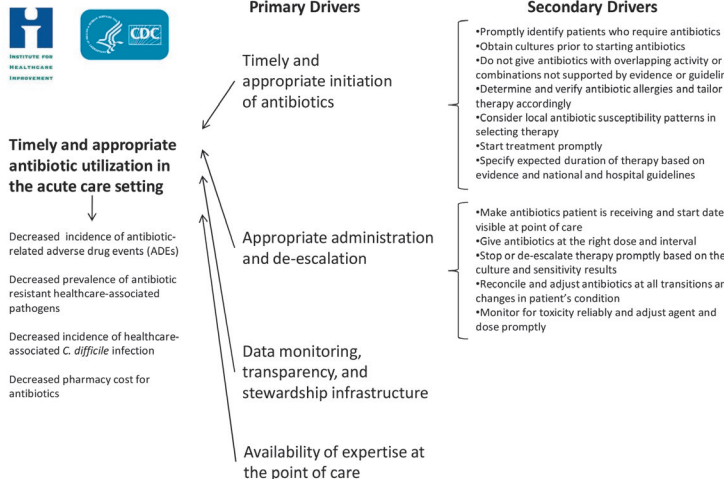 INSTITUTE FOR
HEALTHCARE
IMPROVEMENT
CDC
Primary Drivers
Secondary Drivers
Timely and appropriate
antibiotic utilization in
the acute care setting
Decreased incidence of antibiotic-
related adverse drug events (ADEs)
Decreased prevalence of antibiotic
resistant healthcare-associated
pathogens
Decreased incidence of healthcare-
associated C. difficile infection
Decreased pharmacy cost for
antibiotics
Timely and
appropriate initiation
of antibiotics
Appropriate administration
and de-escalation
Data monitoring,
transparency, and
stewardship infrastructure
Availability of expertise at
the point of care
•Promptly identify patients who require antibiotics
•Obtain cultures prior to starting antibiotics
•Do not give antibiotics with overlapping activity or
combinations not supported by evidence or
•Determine and verify antibiotic allergies and tailor
therapy accordingly
•Consider local antibiotic susceptibility patterns in
selecting therapy
•Start treatment promptly
•Specify expected duration of therapy based on
evidence and national and hospital guidelines
•Make antibiotics patient is receiving and start dates
visible at point of care
•Give antibiotics at the right dose and interval
•Stop or de-escalate therapy promptly based on the
culture and sensitivity results
•Reconcile and adjust antibiotics at all transitions
changes in patient’s condition
•Monitor for toxicity reliably and adjust agent and
dose promptly